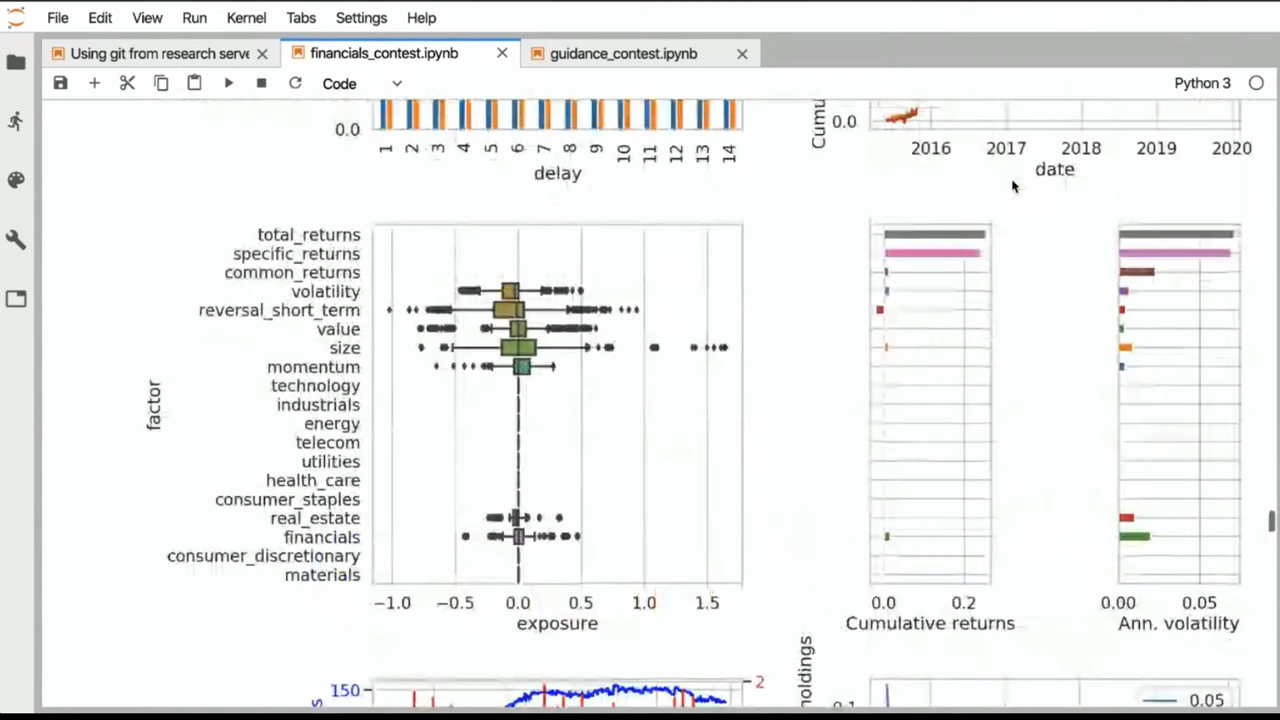 File Edit View Run Kernel Tabs Settings Help
Using git from research serve
financials_contest.ipynb
guidance_contest.ipynb
Code
Python 3
0.0
1 2 3 4 5 6 7 8 9 10 11 12 13 14
delay
Cumu
0.0
2016 2017 2018 2019 2020
date
factor
total_returns
specific_returns
common_returns
volatility
reversal_short_term
value
size
momentum
technology
industrials
energy
telecom
utilities
health_care
consumer_staples
real_estate
financials
consumer_discretionary
materials
−1.0 −0.5 0.0 0.5 1.0 1.5
exposure
0.0 0.2
Cumulative returns
0.00 0.05
Ann. volatility
150
s
2
holdings
0.1
0.05